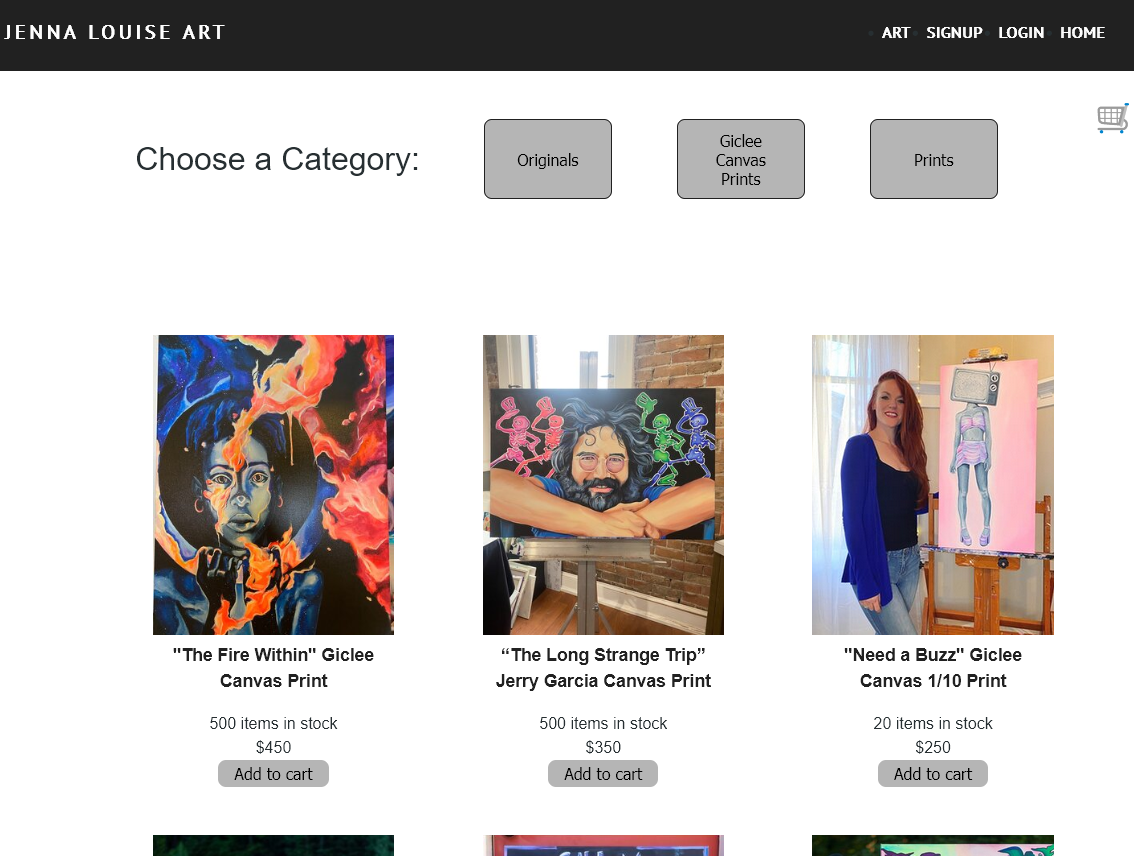 JENNA LOUISE ART
ART SIGNUP LOGIN HOME
Choose a Category:
Originals
Giclee
Canvas
Prints
Prints
"The Fire Within" Giclee
Canvas Print
500 items in stock
$450
Add to cart
“The Long Strange Trip”
Jerry Garcia Canvas Print
500 items in stock
$350
Add to cart
"Need a Buzz" Giclee
Canvas 1/10 Print
20 items in stock
$250
Add to cart